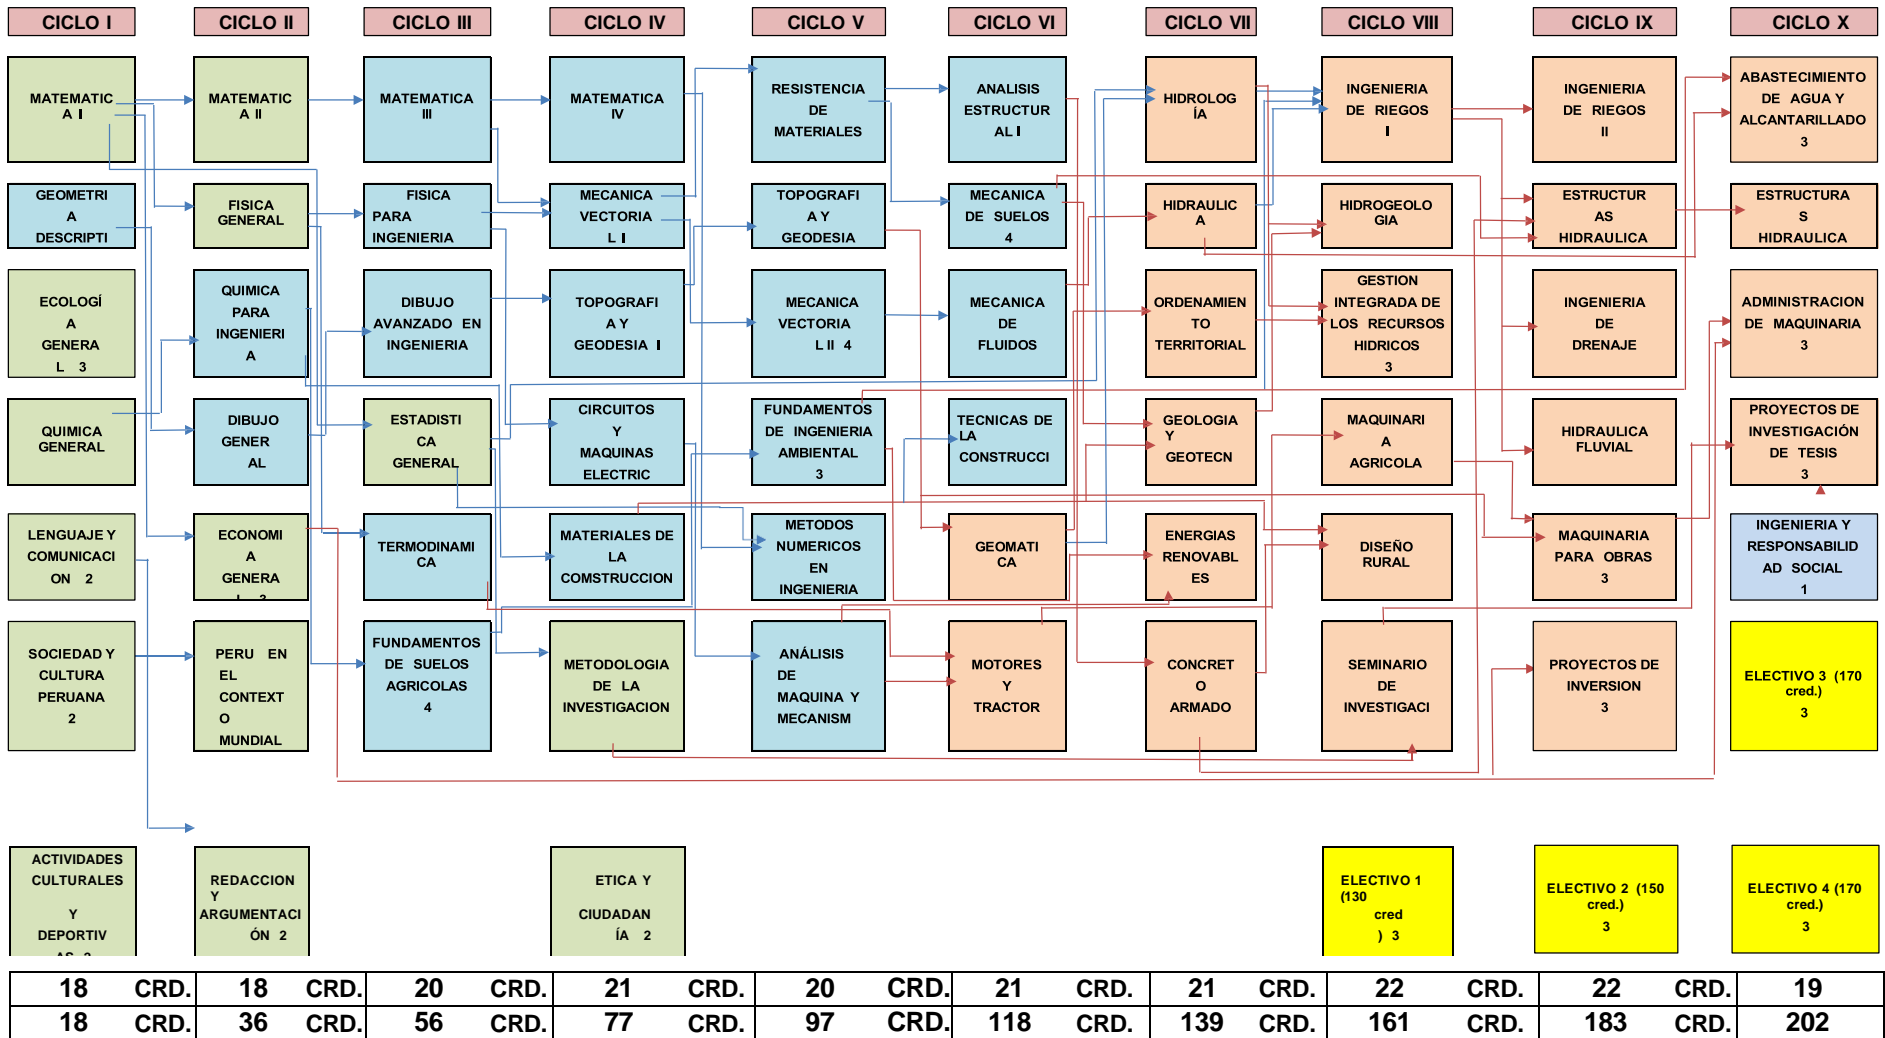 CICLO I
CICLO II
CICLO III
CICLO IV
CICLO V
CICLO VI
CICLO VII
CICLO VIII
CICLO IX
CICLO X
MATEMATIC
A I
MATEMATIC
A II
MATEMATICA
III
MATEMATICA
IV
RESISTENCIA
DE
MATERIALES
ANALISIS
ESTRUCTUR
AL I
HIDROLOG
ÍA
INGENIERIA
DE RIEGOS
I
INGENIERIA
DE RIEGOS
II
ABASTECIMIENTO
DE AGUA Y
ALCANTARILLADO
3
GEOMETRI
A
DESCRIPTI
FISICA
GENERAL
FISICA
PARA
INGENIERIA
MECANICA
VECTORIA
L I
TOPOGRAFI
A Y
GEODESIA
MECANICA
DE SUELOS
4
HIDRAULIC
A
HIDROGEOLO
GIA
ESTRUCTUR
AS
HIDRAULICA
ESTRUCTURA
S
HIDRAULICA
ECOLOGÍ
A
GENERA
L 3
QUIMICA
PARA
INGENIERI
A
DIBUJO
AVANZADO EN
INGENIERIA
TOPOGRAFI
A Y
GEODESIA I
MECANICA
VECTORIA
L II 4
MECANICA
DE
FLUIDOS
ORDENAMIEN
TO
TERRITORIAL
GESTION
INTEGRADA DE
LOS RECURSOS
HIDRICOS
3
INGENIERIA
DE
DRENAJE
ADMINISTRACION
DE MAQUINARIA
3
QUIMICA
GENERAL
DIBUJO
GENER
AL
ESTADISTI
CA
GENERAL
CIRCUITOS
Y
MAQUINAS
ELECTRIC
FUNDAMENTOS
DE INGENIERIA
AMBIENTAL
3
TECNICAS DE
LA
CONSTRUCCI
GEOLOGIA
Y
GEOTECN
MAQUINARI
A
AGRICOLA
HIDRAULICA
FLUVIAL
PROYECTOS DE
INVESTIGACIÓN
DE TESIS
3
LENGUAJE Y
COMUNICACI
ON 2
ECONOMI
A
GENERA
L 3
TERMODINAMI
CA
MATERIALES DE
LA
COMSTRUCCION
METODOS
NUMERICOS
EN
INGENIERIA
GEOMATI
CA
ENERGIAS
RENOVABL
ES
DISEÑO
RURAL
MAQUINARIA
PARA OBRAS
3
INGENIERIA Y
RESPONSABILID
AD SOCIAL
1
SOCIEDAD Y
CULTURA
PERUANA
2
PERU EN
EL
CONTEXT
O
MUNDIAL
FUNDAMENTOS
DE SUELOS
AGRICOLAS
4
METODOLOGIA
DE LA
INVESTIGACION
ANÁLISIS
DE
MAQUINA Y
MECANISM
MOTORES
Y
TRACTOR
CONCRET
O
ARMADO
SEMINARIO
DE
INVESTIGACI
PROYECTOS DE
INVERSION
3
ELECTIVO 3 (170
cred.)
3
ACTIVIDADES
CULTURALES
Y
DEPORTIV
AS 2
REDACCION
Y
ARGUMENTACI
ÓN 2
ETICA Y
CIUDADAN
ÍA 2
ELECTIVO 1
(130
cred
) 3
ELECTIVO 2 (150
cred.)
3
ELECTIVO 4 (170
cred.)
3
18 CRD. 18 CRD. 20 CRD. 21 CRD. 20 CRD. 21 CRD. 21 CRD. 22 CRD. 22 CRD. 19
18 CRD. 36 CRD. 56 CRD. 77 CRD. 97 CRD. 118 CRD. 139 CRD. 161 CRD. 183 CRD. 202